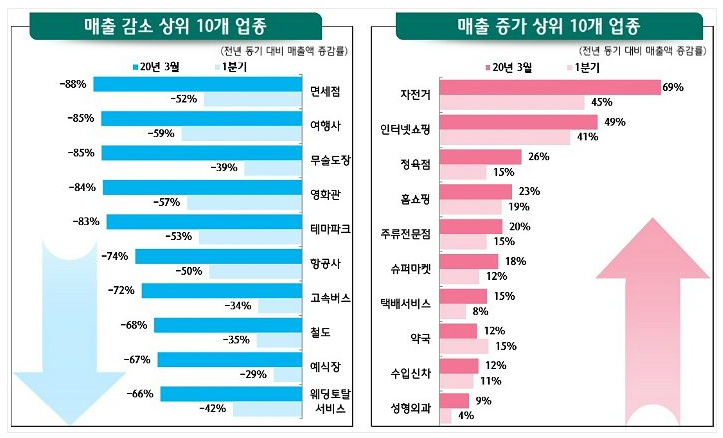 매출 감소 상위 10개 업종
(전년 동기 대비 매출액 증감률)
20년 3월 1분기
-88% 면세점
-52%
-85% 여행사
-59%
-85% 무술도장
-39%
-84% 영화관
-57%
-83% 테마파크
-53%
-74% 항공사
-50%
-72% 고속버스
-34%
-68% 철도
-35%
-67% 예식장
-29%
-66% 웨딩토탈
서비스
-42%
매출 증가 상위 10개 업종
(전년 동기 대비 매출액 증감률)
20년 3월 1분기
자전거 69%
45%
인터넷쇼핑 49%
41%
정육점 26%
15%
홈쇼핑 23%
19%
주류전문점 20%
15%
슈퍼마켓 18%
12%
택배서비스 15%
8%
약국 12%
15%
수입신차 12%
11%
성형외과 9%
4%